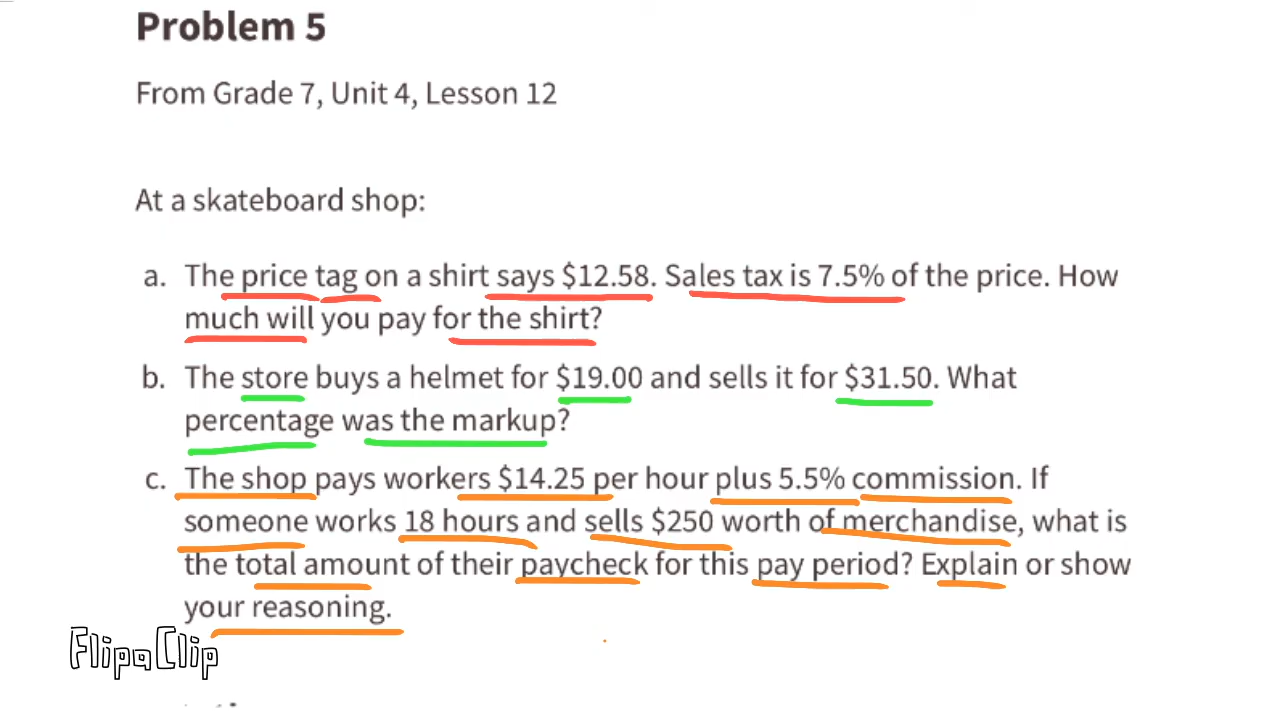 Problem 5
From Grade 7, Unit 4, Lesson 12
At a skateboard shop:
a. The price tag on a shirt says $12.58. Sales tax is 7.5% of the price. How
much will you pay for the shirt?
b. The store buys a helmet for $19.00 and sells it for $31.50. What
percentage was the markup?
c. The shop pays workers $14.25 per hour plus 5.5% commission. If
someone works 18 hours and sells $250 worth of merchandise, what is
the total amount of their paycheck for this pay period? Explain or show
your reasoning.
FlipaClip